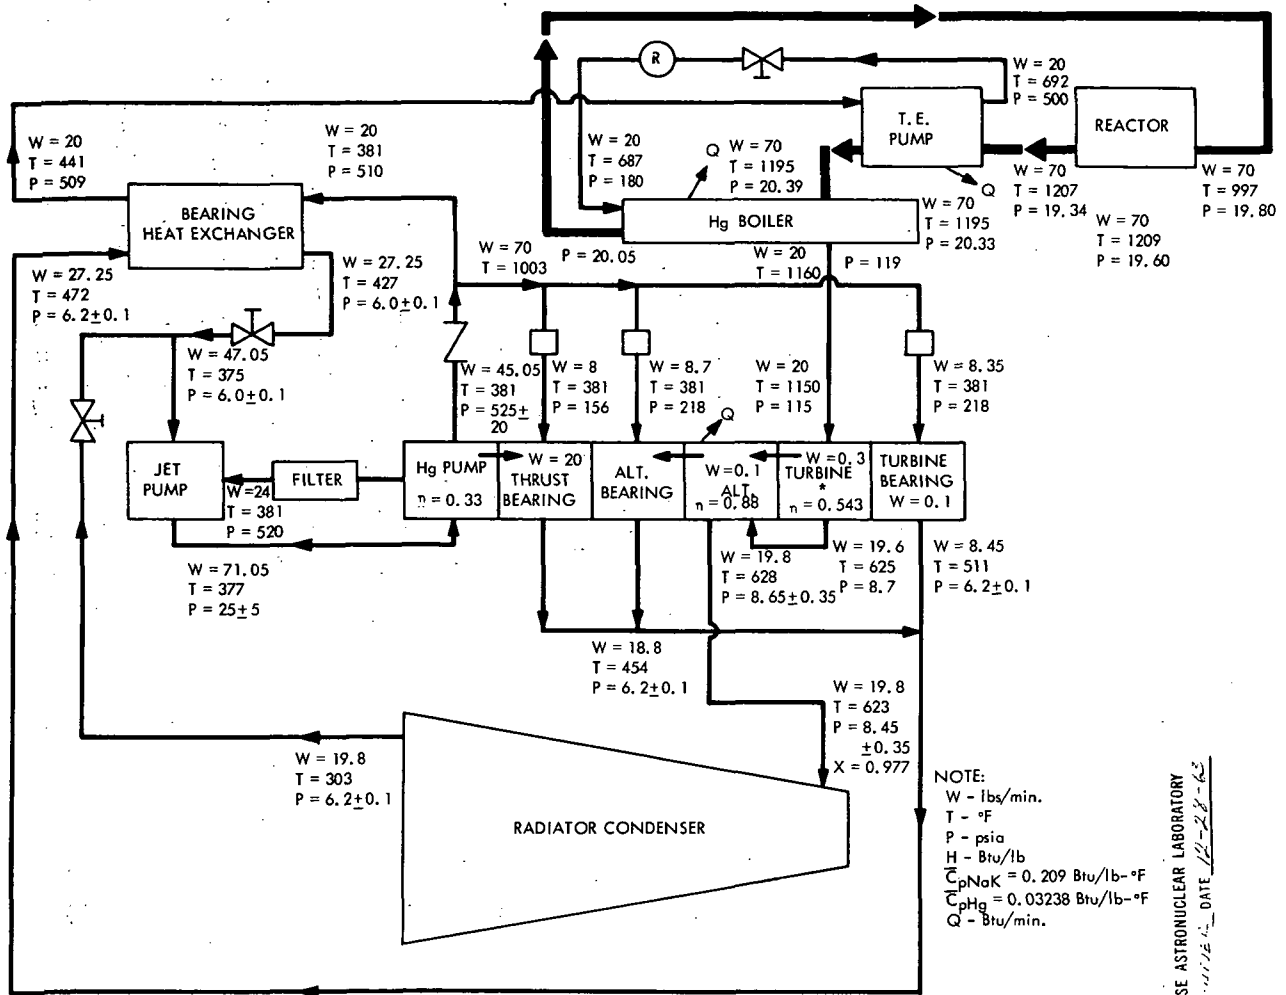 R
W = 20
T = 692
P = 500
T. E.
PUMP
REACTOR
W = 20
T = 441
P = 509
W = 20
T = 381
P = 510
W = 20
T = 687
P = 180
Q
W = 70
T = 1195
P = 20.39
Q
W = 70
T = 1207
P = 19.34
W = 70
T = 997
P = 19.80
BEARING
HEAT EXCHANGER
Hg BOILER
W = 70
T = 1195
P = 20.33
W = 70
T = 1209
P = 19.60
W = 70
T = 1003
P = 20.05
W = 20
T = 1160
P = 119
W = 27.25
T = 472
P = 6.2±0.1
W = 27.25
T = 427
P = 6.0±0.1
W = 47.05
T = 375
P = 6.0±0.1
W = 45.05
T = 381
P = 525±
20
W = 8
T = 381
P = 156
W = 8.7
T = 381
P = 218
W = 20
T = 1150
P = 115
W = 8.35
T = 381
P = 218
Q
JET
PUMP
FILTER
W=24
T = 381
P = 520
Hg PUMP
η = 0.33
W = 20
THRUST
BEARING
ALT.
BEARING
W=0.1
ALT.
η = 0.88
W=0.3
TURBINE
*
η = 0.543
TURBINE
BEARING
W = 0.1
W = 71.05
T = 377
P = 25±5
W = 19.8
T = 628
P = 8.65±0.35
W = 19.6
T = 625
P = 8.7
W = 8.45
T = 511
P = 6.2±0.1
W = 18.8
T = 454
P = 6.2±0.1
W = 19.8
T = 623
P = 8.45
±0.35
X = 0.977
W = 19.8
T = 303
P = 6.2±0.1
RADIATOR CONDENSER
NOTE:
W - lbs/min.
T - °F
P - psia
H - Btu/lb
C̅pNaK = 0.209 Btu/lb-°F
C̅pHg = 0.03238 Btu/lb-°F
Q - Btu/min.
SE ASTRONUCLEAR LABORATORY
DATE 12-28-63